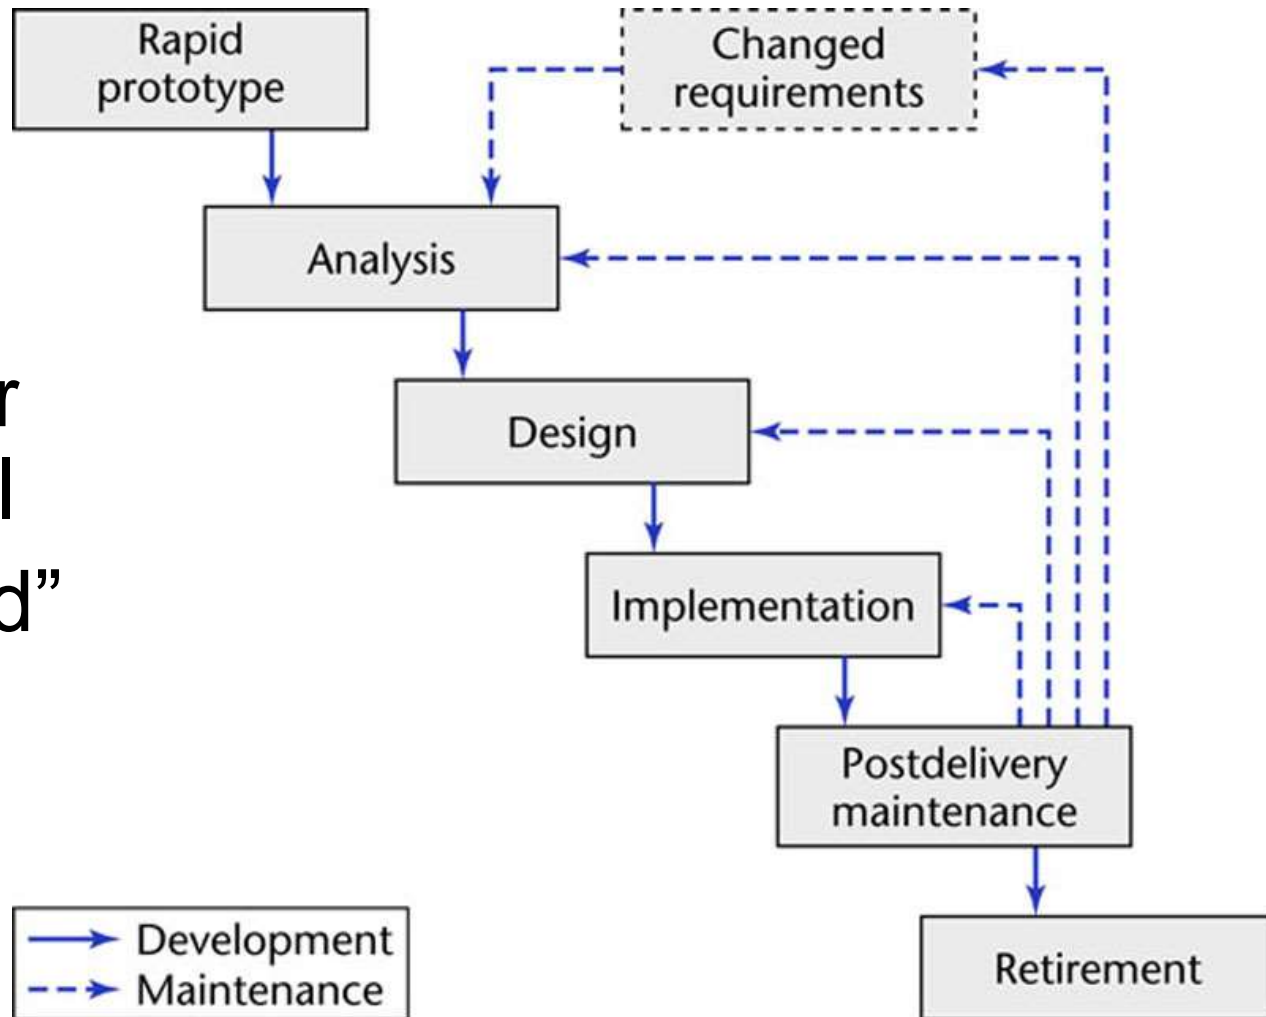 Rapid
prototype
Changed
requirements
Analysis
r
l
d”
Design
Implementation
Postdelivery
maintenance
Retirement
Development
Maintenance